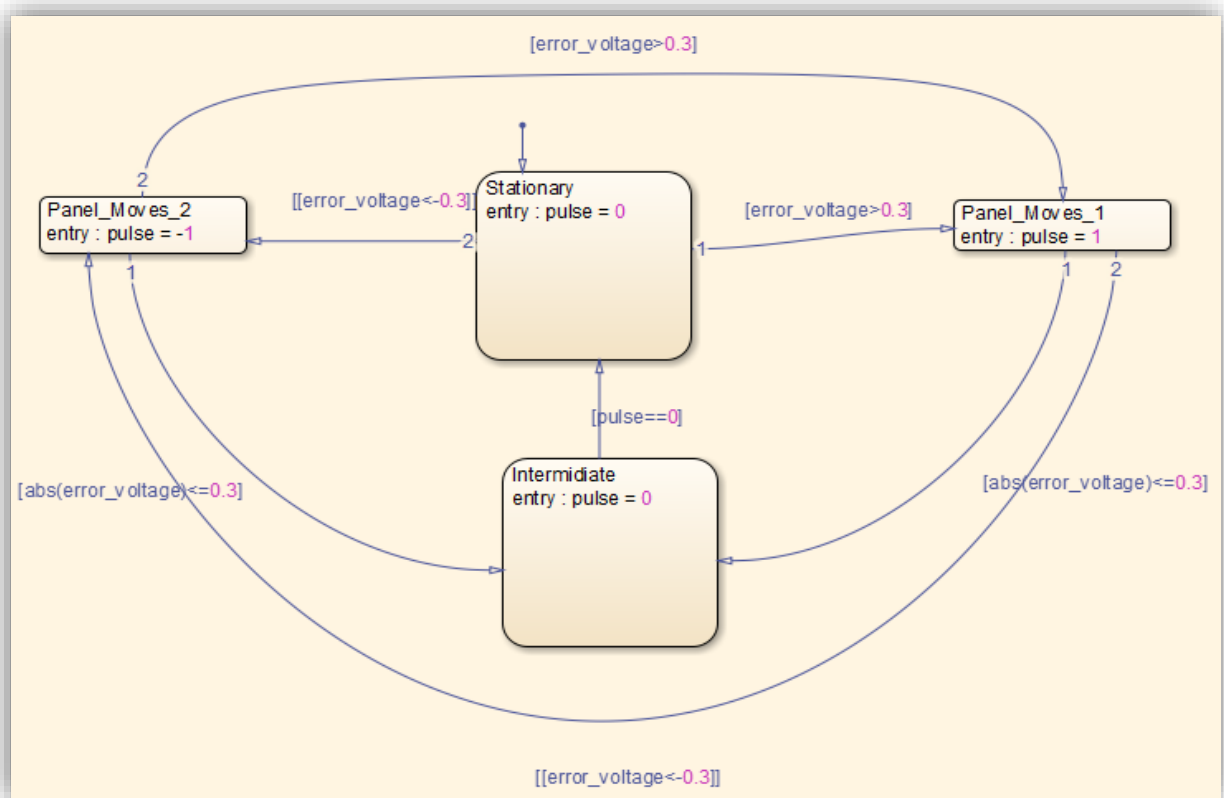 [error_voltage>0.3]
2
Panel_Moves_2
entry : pulse = -1
1
[[error_voltage<-0.3]]
2
Stationary
entry : pulse = 0
1
[error_voltage>0.3]
Panel_Moves_1
entry : pulse = 1
1
2
[pulse==0]
[abs(error_voltage)<=0.3]
Intermidiate
entry : pulse = 0
[abs(error_voltage)<=0.3]
[[error_voltage<-0.3]]